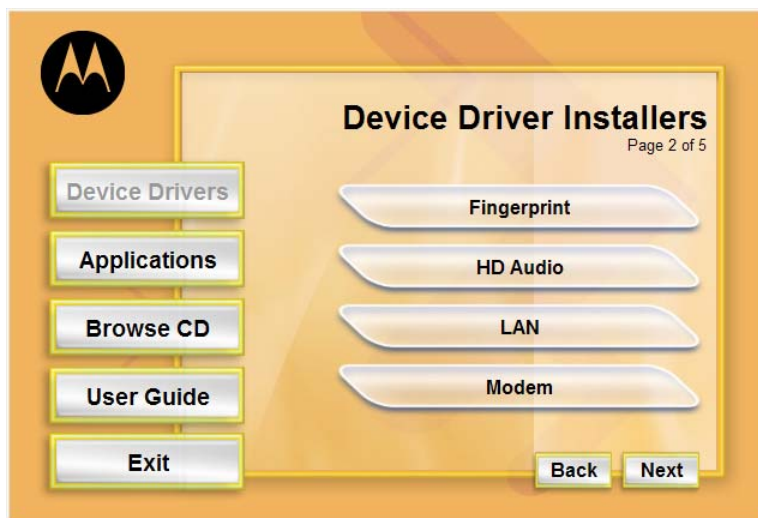 Device Driver Installers
Page 2 of 5
Device Drivers
Applications
Browse CD
User Guide
Exit
Fingerprint
HD Audio
LAN
Modem
Back
Next